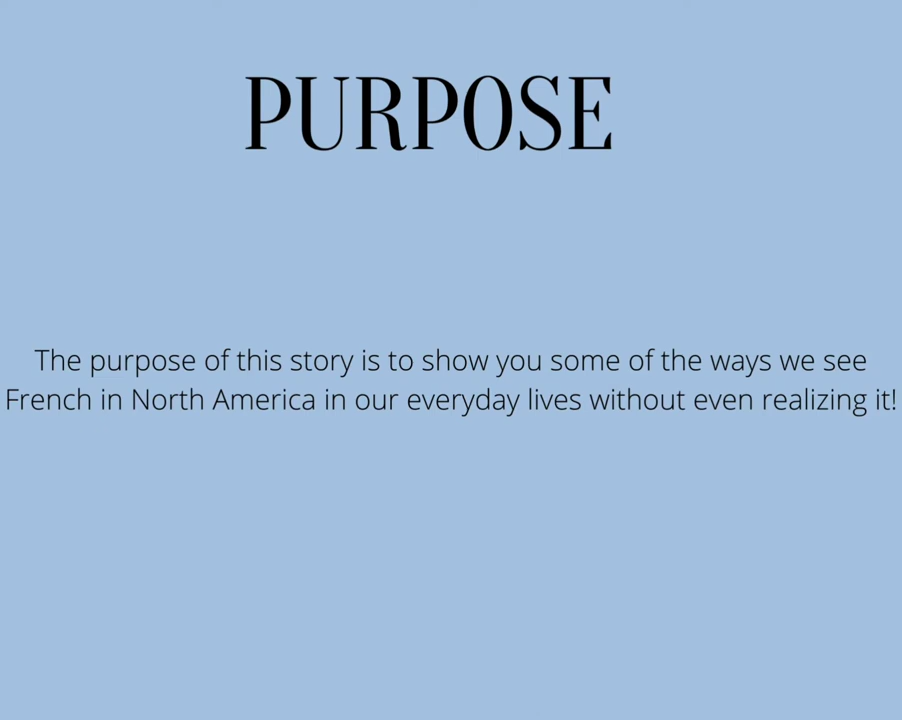 PURPOSE
The purpose of this story is to show you some of the ways we see
French in North America in our everyday lives without even realizing it!